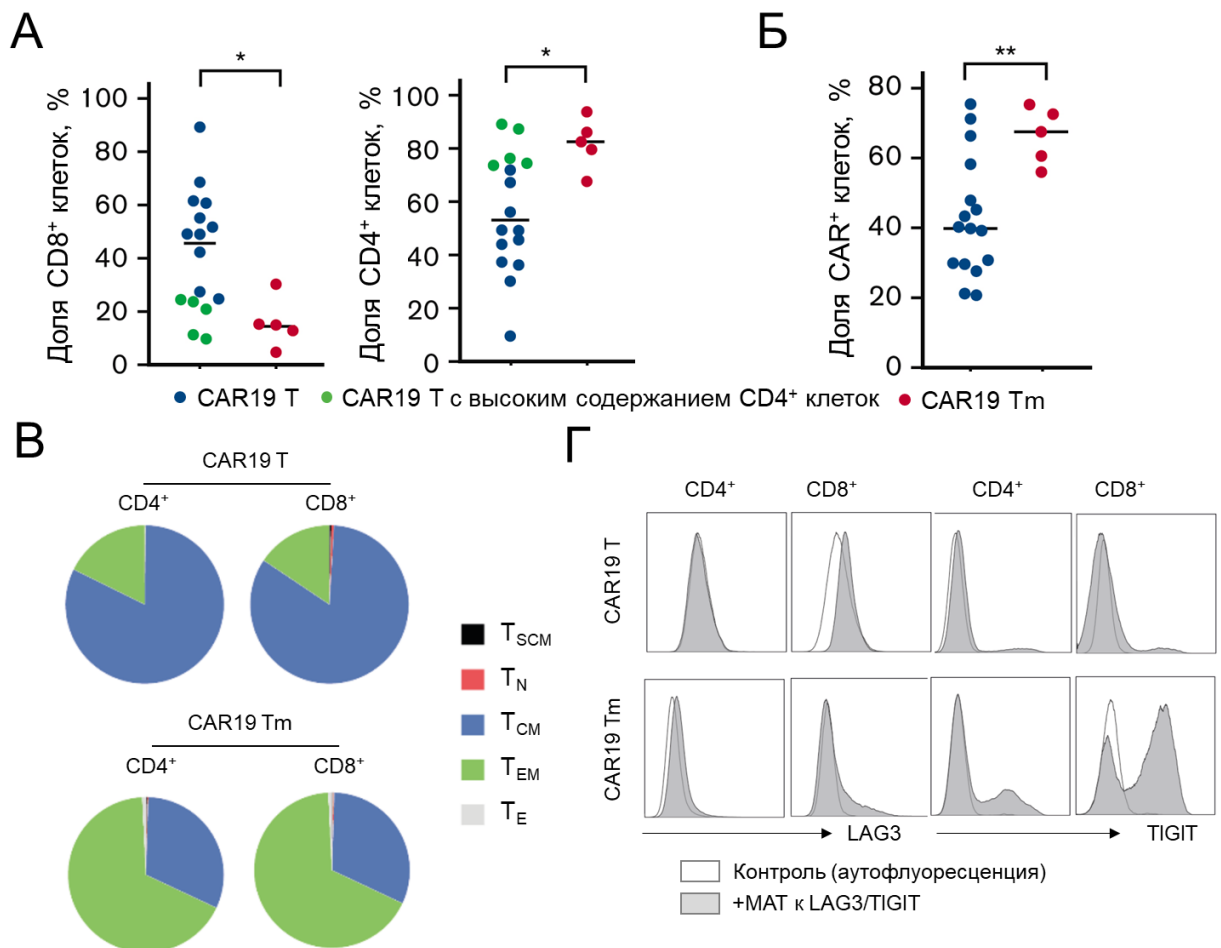 А
Б
*
*
**
Доля CD8⁺ клеток, %
100
80
60
40
20
0
Доля CD4⁺ клеток, %
100
80
60
40
20
0
Доля CAR⁺ клеток, %
80
60
40
20
0
CAR19 T
CAR19 T с высоким содержанием CD4⁺ клеток
CAR19 Tm
В
CAR19 T
CD4⁺
CD8⁺
CAR19 Tm
CD4⁺
CD8⁺
T_SCM
T_N
T_CM
T_EM
T_E
Г
CD4⁺
CD8⁺
CD4⁺
CD8⁺
CAR19 T
CAR19 Tm
LAG3
TIGIT
Контроль (аутофлуоресценция)
+МАТ к LAG3/TIGIT